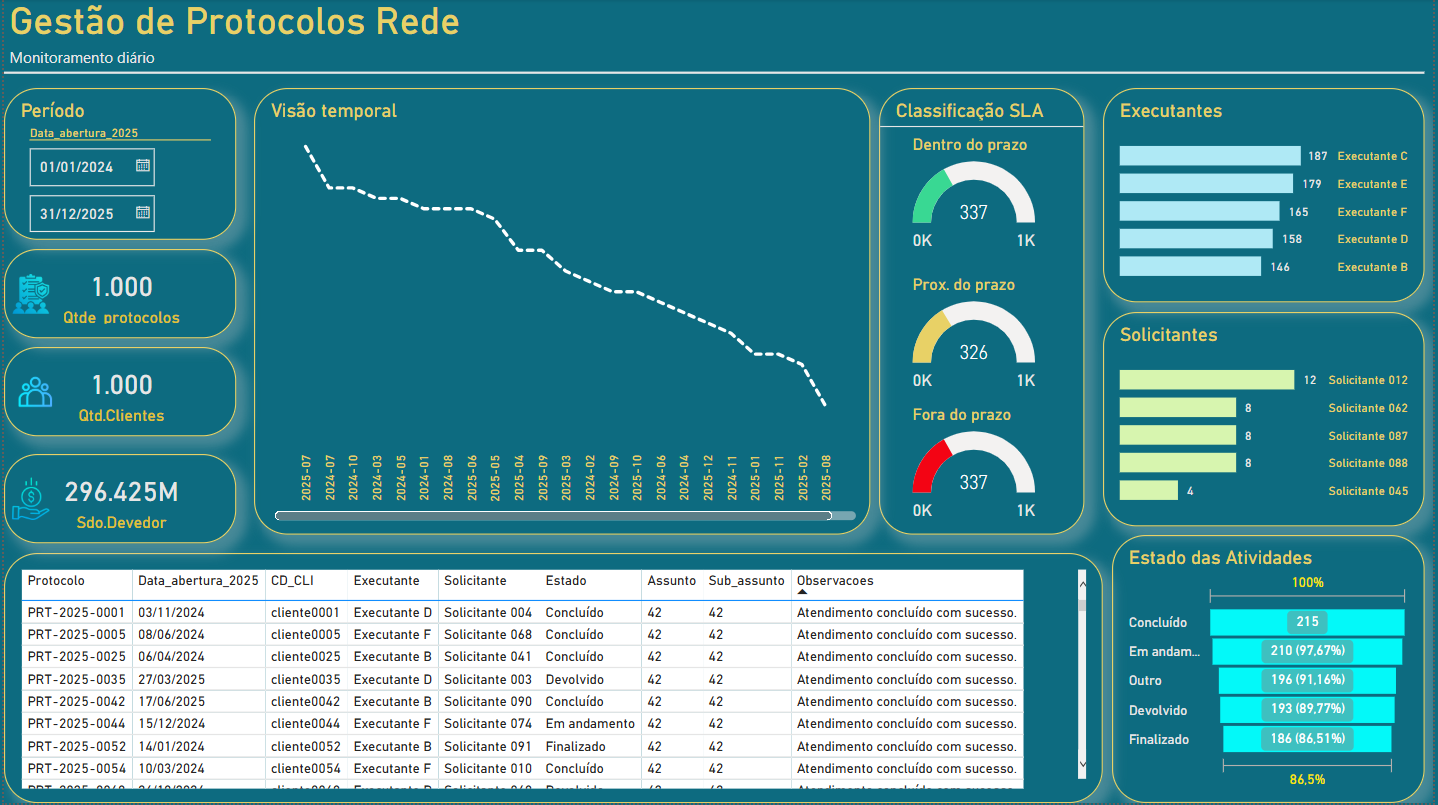 Gestão de Protocolos Rede
Monitoramento diário
Período
Data_abertura_2025
01/01/2024
31/12/2025
1.000
Qtde_protocolos
1.000
Qtd.Clientes
296.425M
Sdo.Devedor
Visão temporal
2025-07
2024-07
2024-10
2024-03
2024-05
2024-01
2024-08
2025-06
2025-05
2025-04
2025-09
2025-03
2024-02
2024-09
2025-10
2024-06
2024-04
2025-12
2024-11
2025-01
2025-11
2025-02
2025-08
Classificação SLA
Dentro do prazo
337
0K 1K
Prox. do prazo
326
0K 1K
Fora do prazo
337
0K 1K
Executantes
187 Executante C
179 Executante E
165 Executante F
158 Executante D
146 Executante B
Solicitantes
12 Solicitante 012
8 Solicitante 062
8 Solicitante 087
8 Solicitante 088
4 Solicitante 045
Protocolo Data_abertura_2025 CD_CLI Executante Solicitante Estado Assunto Sub_assunto Observacoes
PRT-2025-0001 03/11/2024 cliente0001 Executante D Solicitante 004 Concluído 42 42 Atendimento concluído com sucesso.
PRT-2025-0005 08/06/2024 cliente0005 Executante F Solicitante 068 Concluído 42 42 Atendimento concluído com sucesso.
PRT-2025-0025 06/04/2024 cliente0025 Executante B Solicitante 041 Concluído 42 42 Atendimento concluído com sucesso.
PRT-2025-0035 27/03/2025 cliente0035 Executante D Solicitante 003 Devolvido 42 42 Atendimento concluído com sucesso.
PRT-2025-0042 17/06/2025 cliente0042 Executante B Solicitante 090 Concluído 42 42 Atendimento concluído com sucesso.
PRT-2025-0044 15/12/2024 cliente0044 Executante F Solicitante 074 Em andamento 42 42 Atendimento concluído com sucesso.
PRT-2025-0052 14/01/2024 cliente0052 Executante B Solicitante 091 Finalizado 42 42 Atendimento concluído com sucesso.
PRT-2025-0054 10/03/2024 cliente0054 Executante F Solicitante 010 Concluído 42 42 Atendimento concluído com sucesso.
Estado das Atividades
100%
Concluído 215
Em andam... 210 (97,67%)
Outro 196 (91,16%)
Devolvido 193 (89,77%)
Finalizado 186 (86,51%)
86,5%